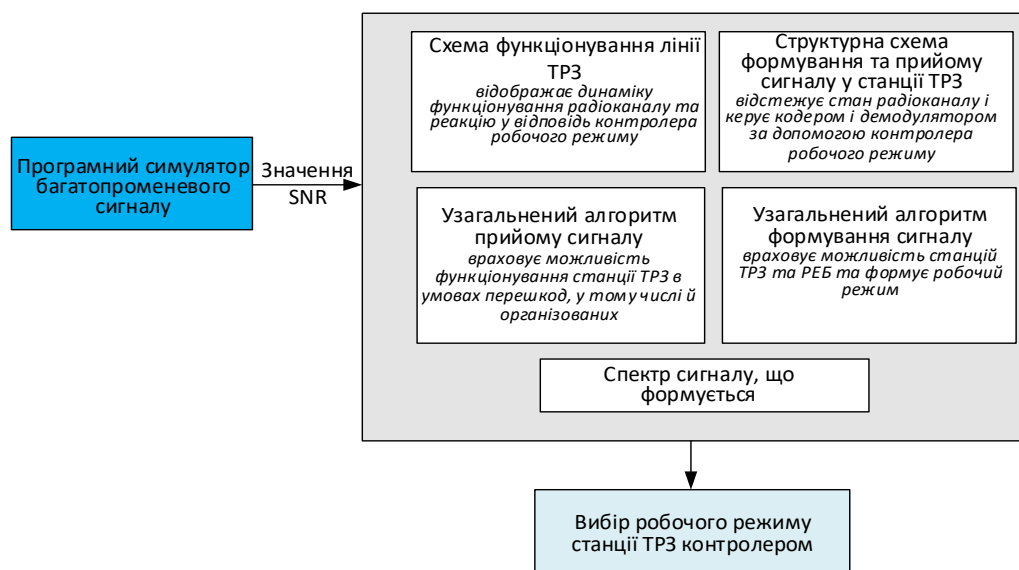 Програмний симулятор
багатопроменевого
сигналу
Значення
SNR
Схема функціонування лінії
ТРЗ
відображає динаміку
функціонування радіоканалу та
реакцію у відповідь контролера
робочого режиму
Структурна схема
формування та прийому
сигналу у станції ТРЗ
відстежує стан радіоканалу і
керує кодером і демодулятором
за допомогою контролера
робочого режиму
Узагальнений алгоритм
прийому сигналу
враховує можливість
функціонування станції ТРЗ в
умовах перешкод, у тому числі й
організованих
Узагальнений алгоритм
формування сигналу
враховує можливість станцій
ТРЗ та РЕБ та формує робочий
режим
Спектр сигналу, що
формується
Вибір робочого режиму
станції ТРЗ контролером